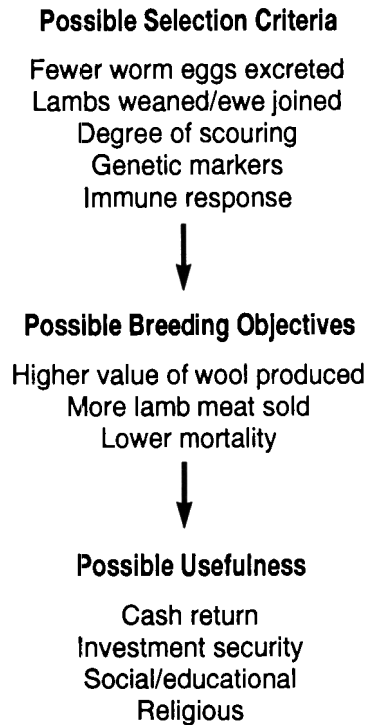 Possible Selection Criteria
Fewer worm eggs excreted
Lambs weaned/ewe joined
Degree of scouring
Genetic markers
Immune response
Possible Breeding Objectives
Higher value of wool produced
More lamb meat sold
Lower mortality
Possible Usefulness
Cash return
Investment security
Social/educational
Religious